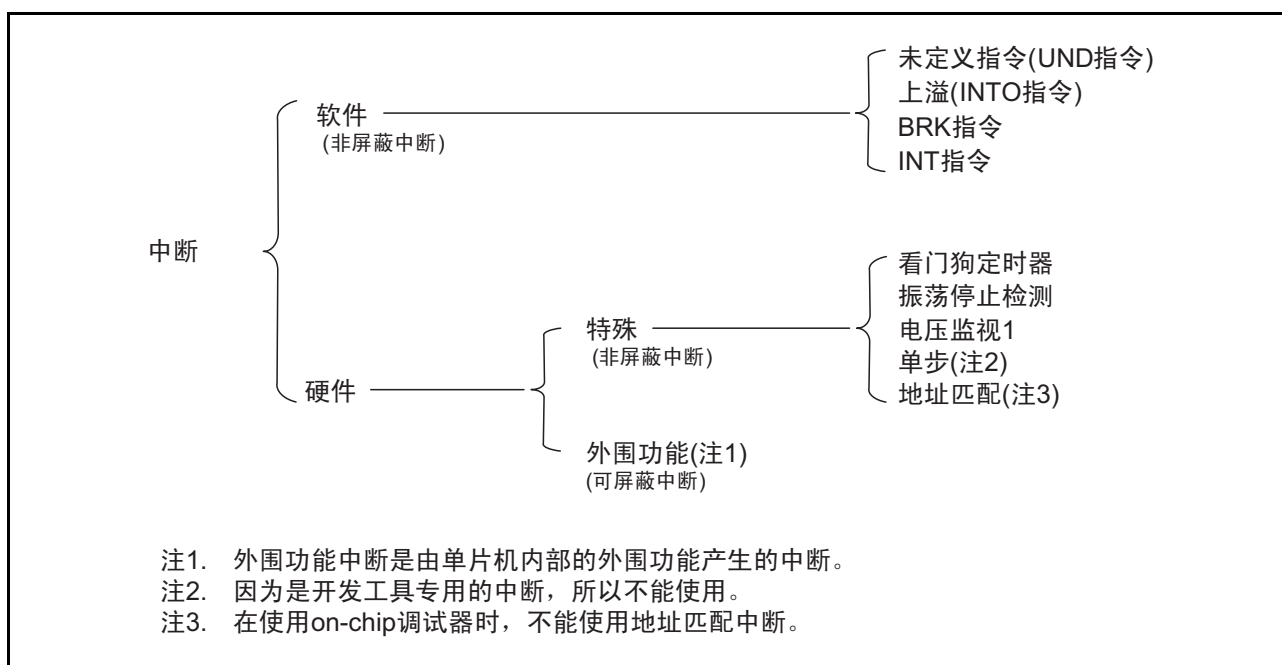 中断
软件
(非屏蔽中断)
未定义指令(UND指令)
上溢(INTO指令)
BRK指令
INT指令
硬件
特殊
(非屏蔽中断)
看门狗定时器
振荡停止检测
电压监视1
单步(注2)
地址匹配(注3)
外围功能(注1)
(可屏蔽中断)
注1. 外围功能中断是由单片机内部的外围功能产生的中断。
注2. 因为是开发工具专用的中断，所以不能使用。
注3. 在使用on-chip调试器时，不能使用地址匹配中断。